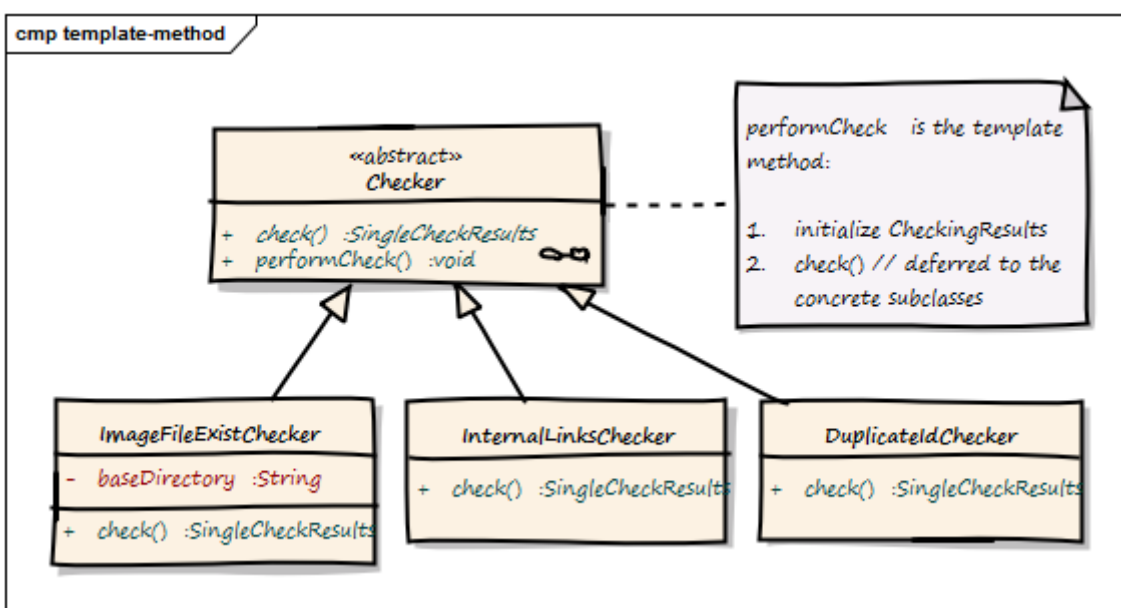 cmp template-method
«abstract»
Checker
+ check() :SingleCheckResults
+ performCheck() :void
performCheck is the template
method:
1. initialize CheckingResults
2. check() // deferred to the
concrete subclasses
ImageFileExistChecker
- baseDirectory :String
+ check() :SingleCheckResults
InternalLinksChecker
+ check() :SingleCheckResults
DuplicateIdChecker
+ check() :SingleCheckResults